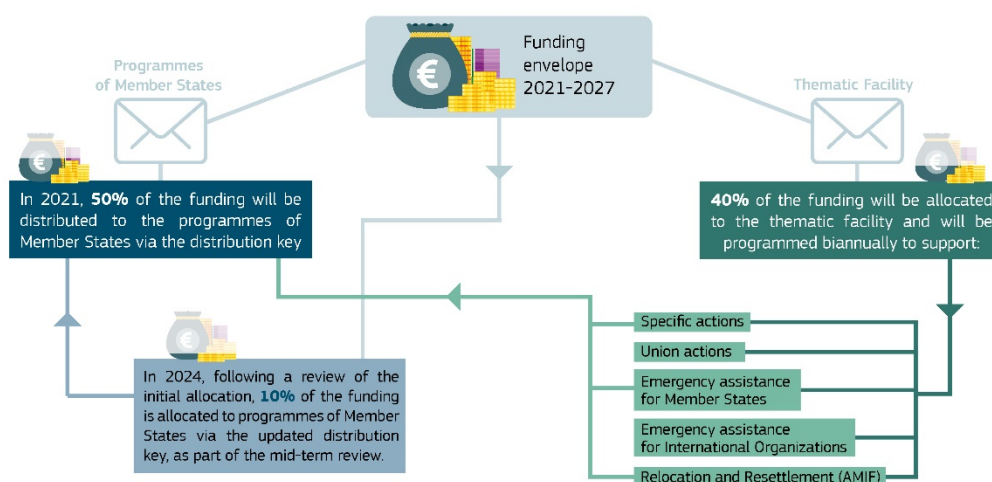 Funding
envelope
2021-2027
Programmes
of Member States
Thematic Facility
In 2021, 50% of the funding will be
distributed to the programmes of
Member States via the distribution key
40% of the funding will be allocated
to the thematic facility and will be
programmed biannually to support:
Specific actions
Union actions
Emergency assistance
for Member States
Emergency assistance
for International Organizations
Relocation and Resettlement (AMIF)
In 2024, following a review of the
initial allocation, 10% of the funding
is allocated to programmes of Member
States via the updated distribution
key, as part of the mid-term review.